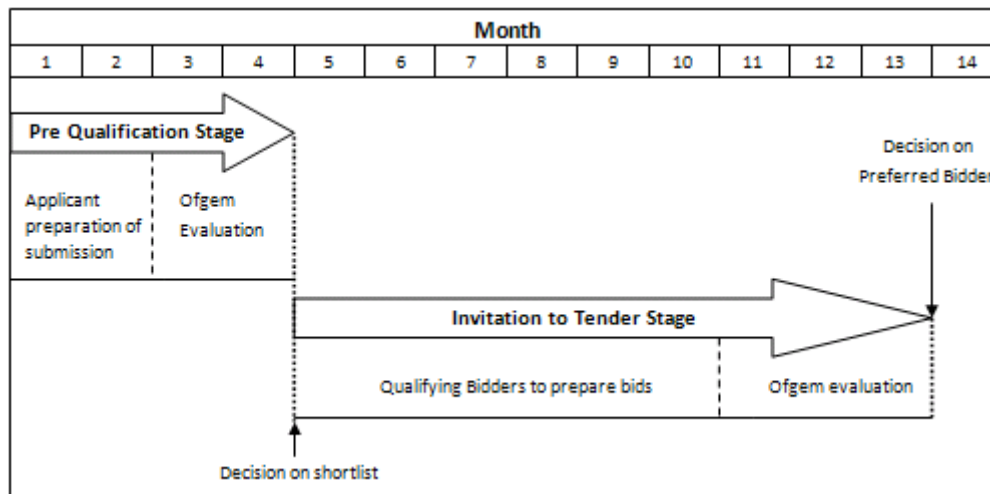 Month
1 2 3 4 5 6 7 8 9 10 11 12 13 14
Pre Qualification Stage
Decision on
Preferred Bidder
Applicant
preparation of
submission
Ofgem
Evaluation
Invitation to Tender Stage
Qualifying Bidders to prepare bids
Ofgem evaluation
Decision on shortlist